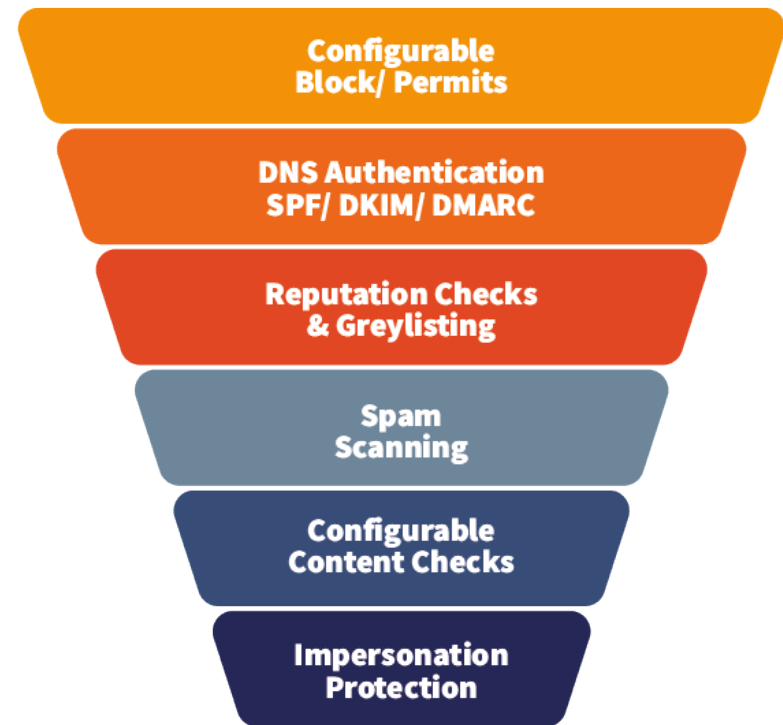 Configurable
Block/ Permits
DNS Authentication
SPF/ DKIM/ DMARC
Reputation Checks
& Greylisting
Spam
Scanning
Configurable
Content Checks
Impersonation
Protection